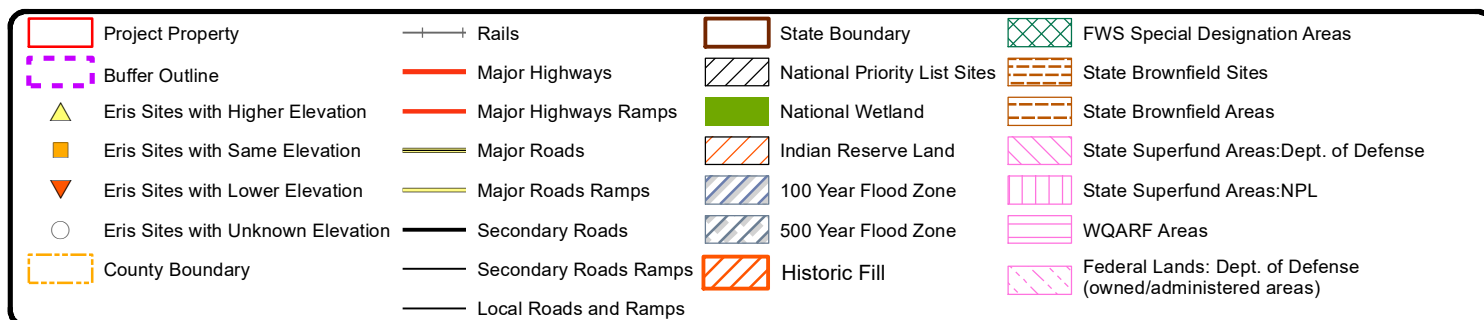 Project Property
Buffer Outline
Eris Sites with Higher Elevation
Eris Sites with Same Elevation
Eris Sites with Lower Elevation
Eris Sites with Unknown Elevation
County Boundary
Rails
Major Highways
Major Highways Ramps
Major Roads
Major Roads Ramps
Secondary Roads
Secondary Roads Ramps
Local Roads and Ramps
State Boundary
National Priority List Sites
National Wetland
Indian Reserve Land
100 Year Flood Zone
500 Year Flood Zone
Historic Fill
FWS Special Designation Areas
State Brownfield Sites
State Brownfield Areas
State Superfund Areas:Dept. of Defense
State Superfund Areas:NPL
WQARF Areas
Federal Lands: Dept. of Defense
(owned/administered areas)